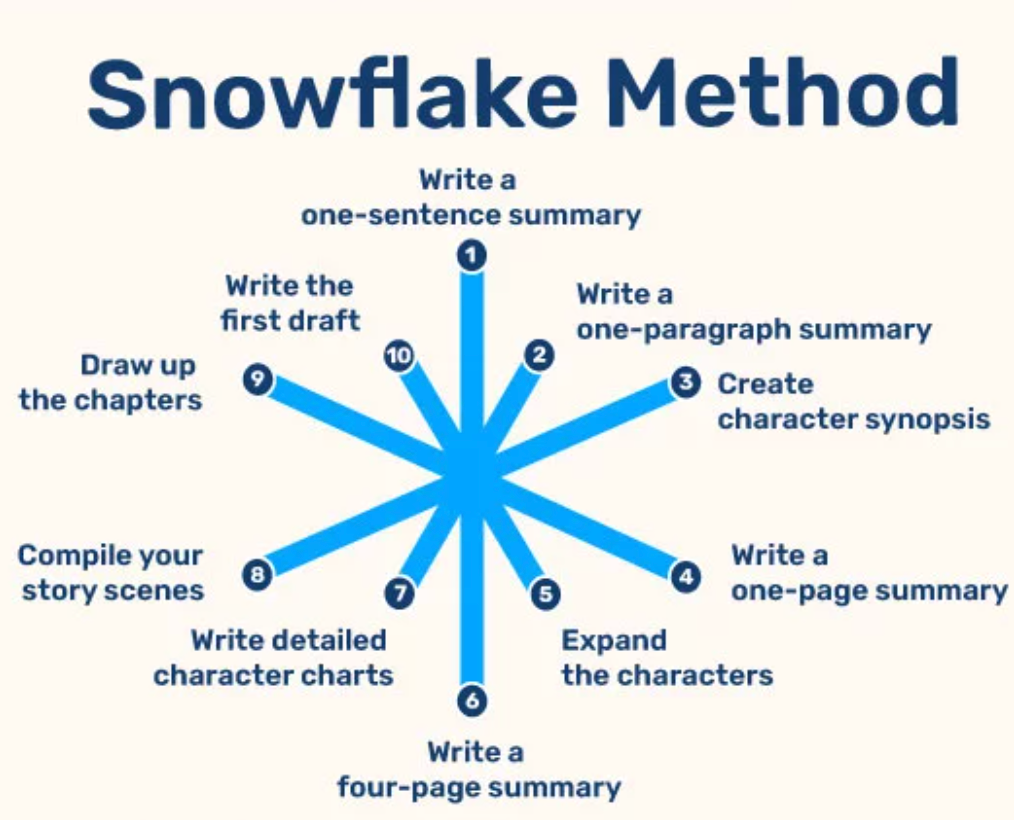 Snowflake Method
Write a
one-sentence summary
1
Write a
one-paragraph summary
2
3
Create
character synopsis
4
Write a
one-page summary
5
Expand
the characters
6
Write a
four-page summary
7
Write detailed
character charts
8
Compile your
story scenes
9
Draw up
the chapters
10
Write the
first draft